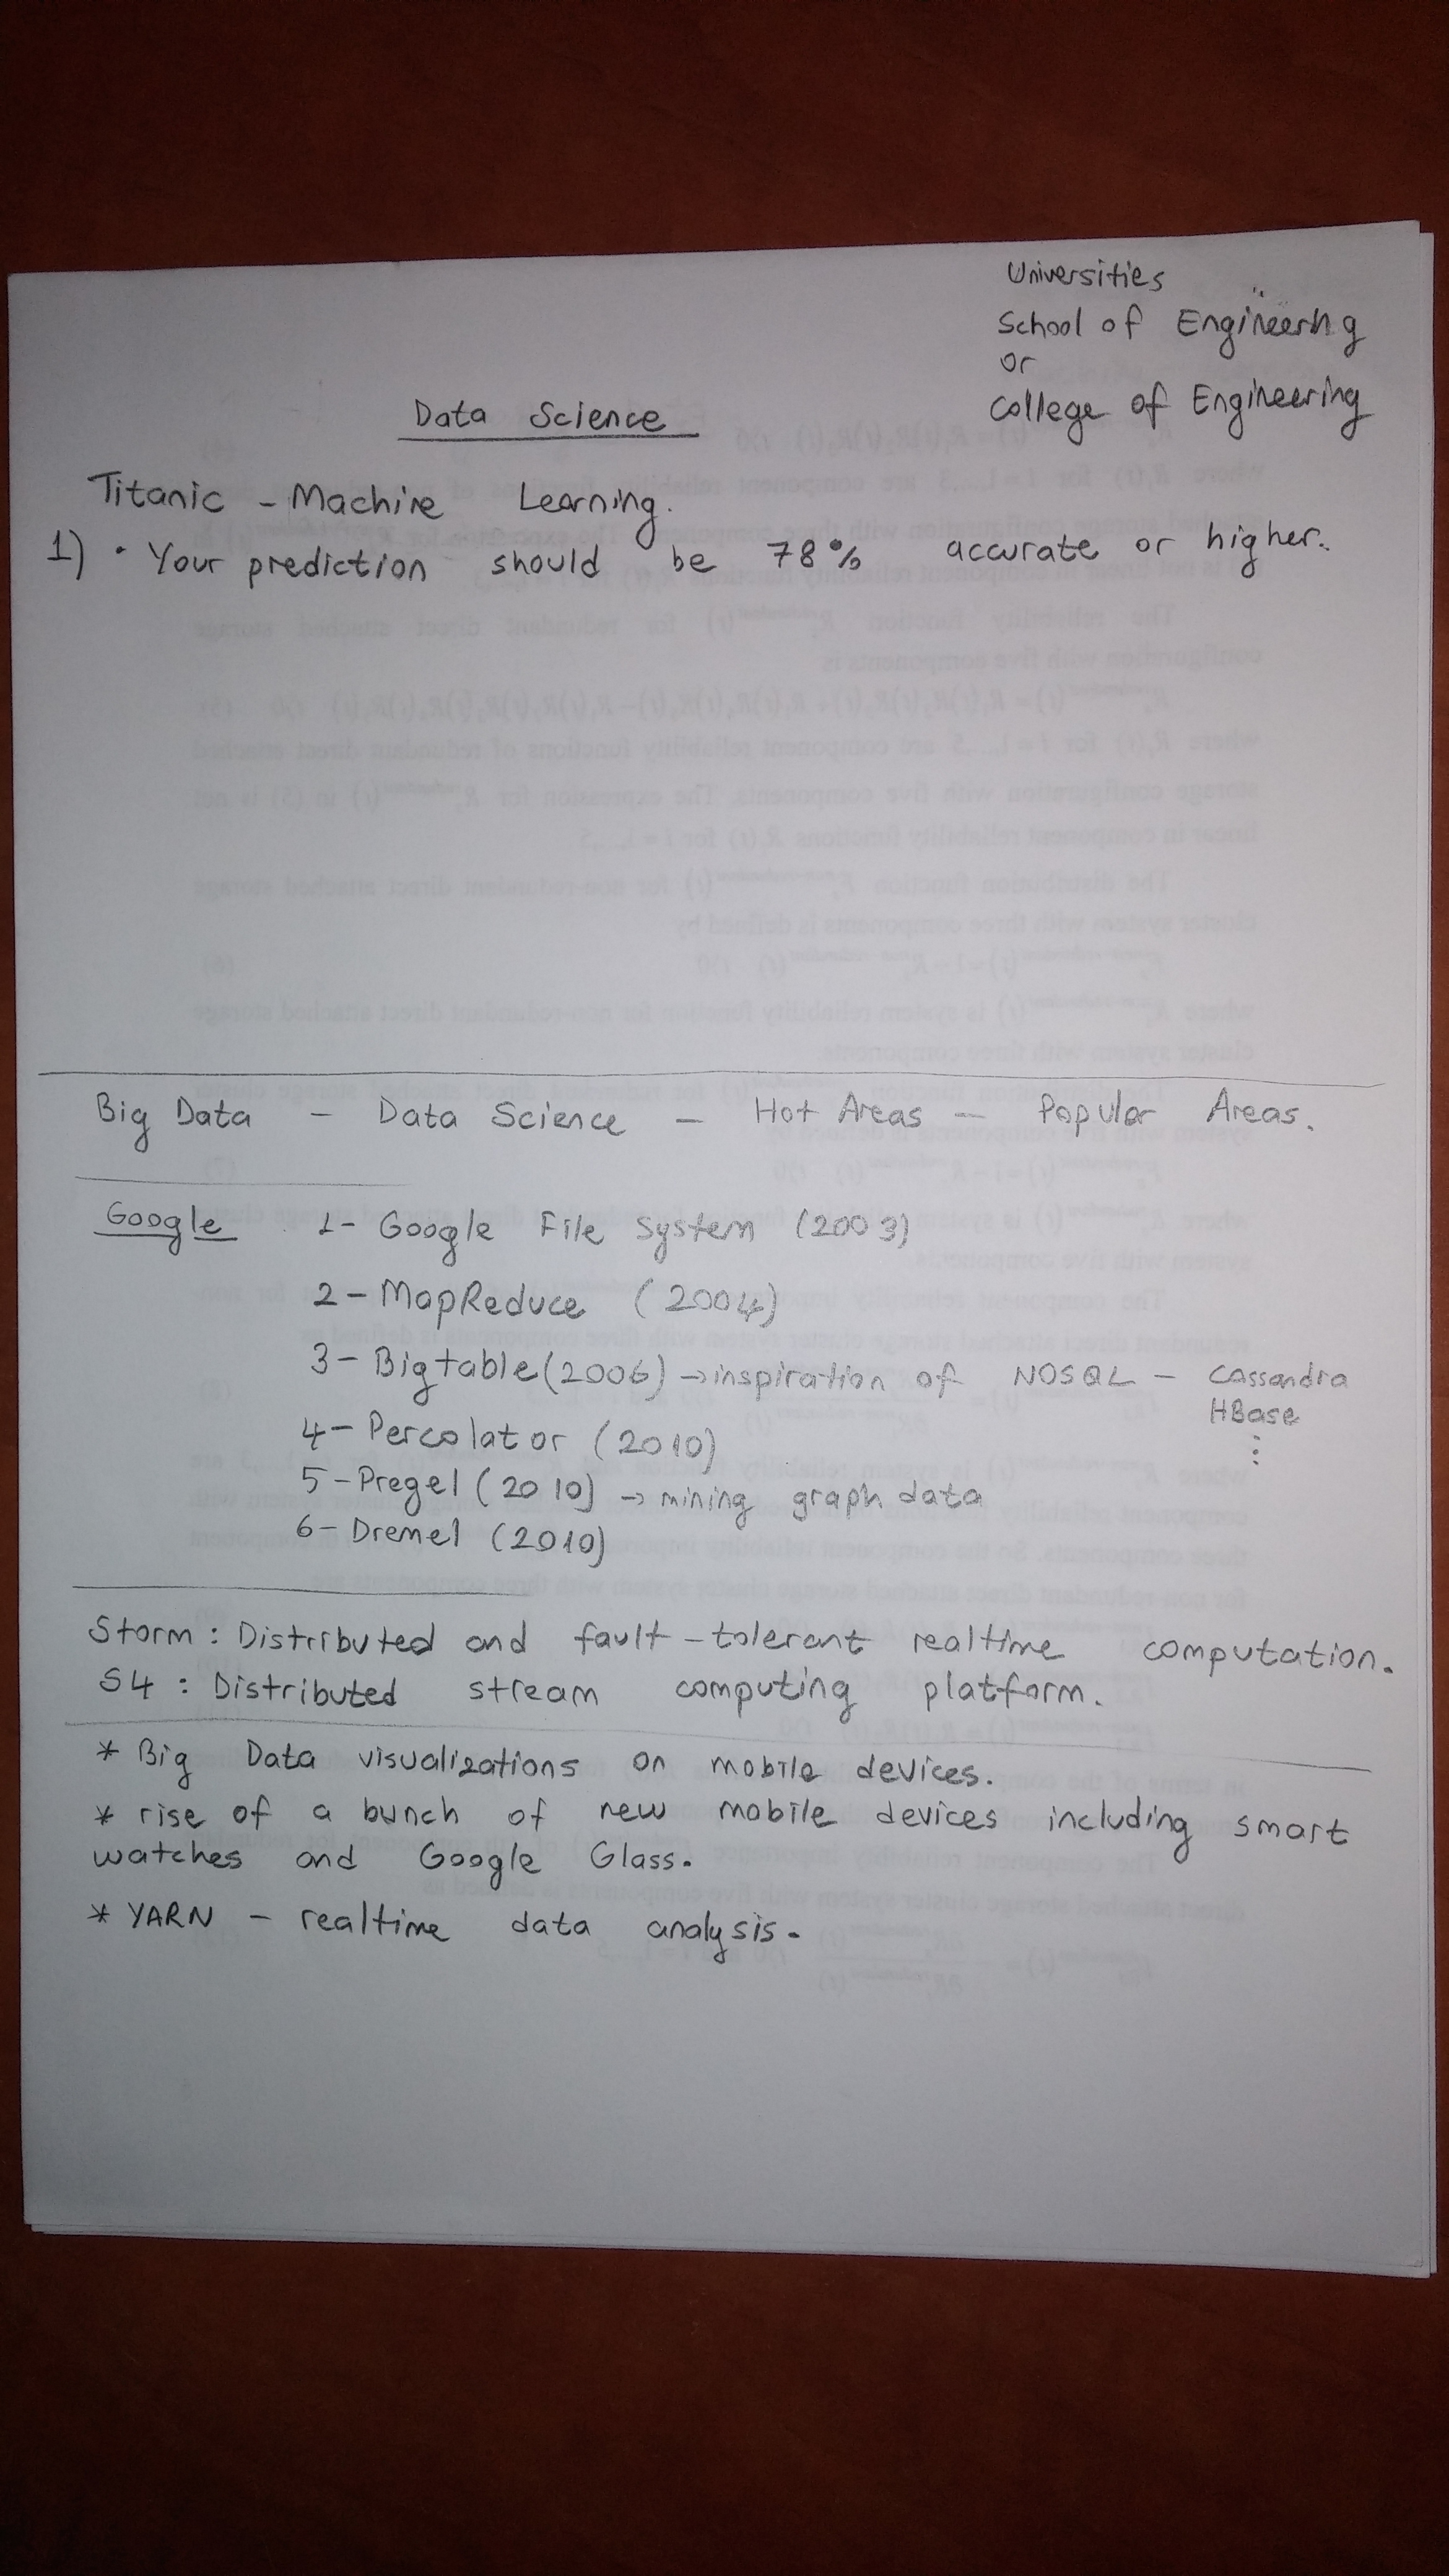 Universities
School of Engineering
or
College of Engineering
Data Science
Titanic - Machine Learning.
1) • Your prediction should be 78% accurate or higher.
Big Data - Data Science - Hot Areas - Popular Areas.
Google 1- Google File System (2003)
2- MapReduce (2004)
3- Bigtable (2006) → inspiration of NOSQL - Cassandra
HBase
⋮
4- Percolator (2010)
5- Pregel (2010) → mining graph data
6- Dremel (2010)
Storm : Distributed and fault-tolerant realtime computation.
S4 : Distributed stream computing platform.
* Big Data visualizations on mobile devices.
* rise of a bunch of new mobile devices including smart
watches and Google Glass.
* YARN - realtime data analysis.